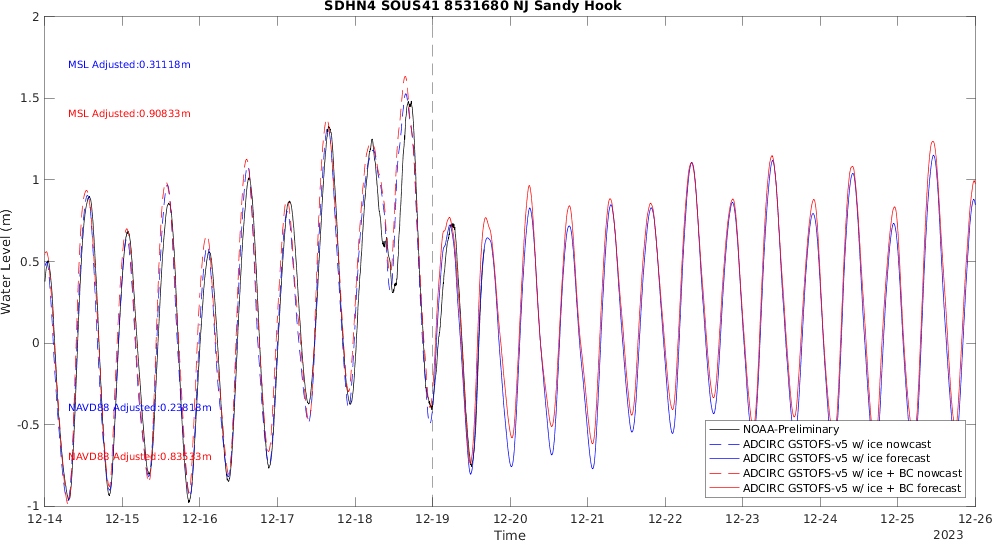 SDHN4 SOUS41 8531680 NJ Sandy Hook
2
1.5
1
0.5
0
-0.5
-1
Water Level (m)
MSL Adjusted:0.31118m
MSL Adjusted:0.90833m
NAVD88 Adjusted:0.23818m
NAVD88 Adjusted:0.83533m
NOAA-Preliminary
ADCIRC GSTOFS-v5 w/ ice nowcast
ADCIRC GSTOFS-v5 w/ ice forecast
ADCIRC GSTOFS-v5 w/ ice + BC nowcast
ADCIRC GSTOFS-v5 w/ ice + BC forecast
12-14 12-15 12-16 12-17 12-18 12-19 12-20 12-21 12-22 12-23 12-24 12-25 12-26
Time
2023